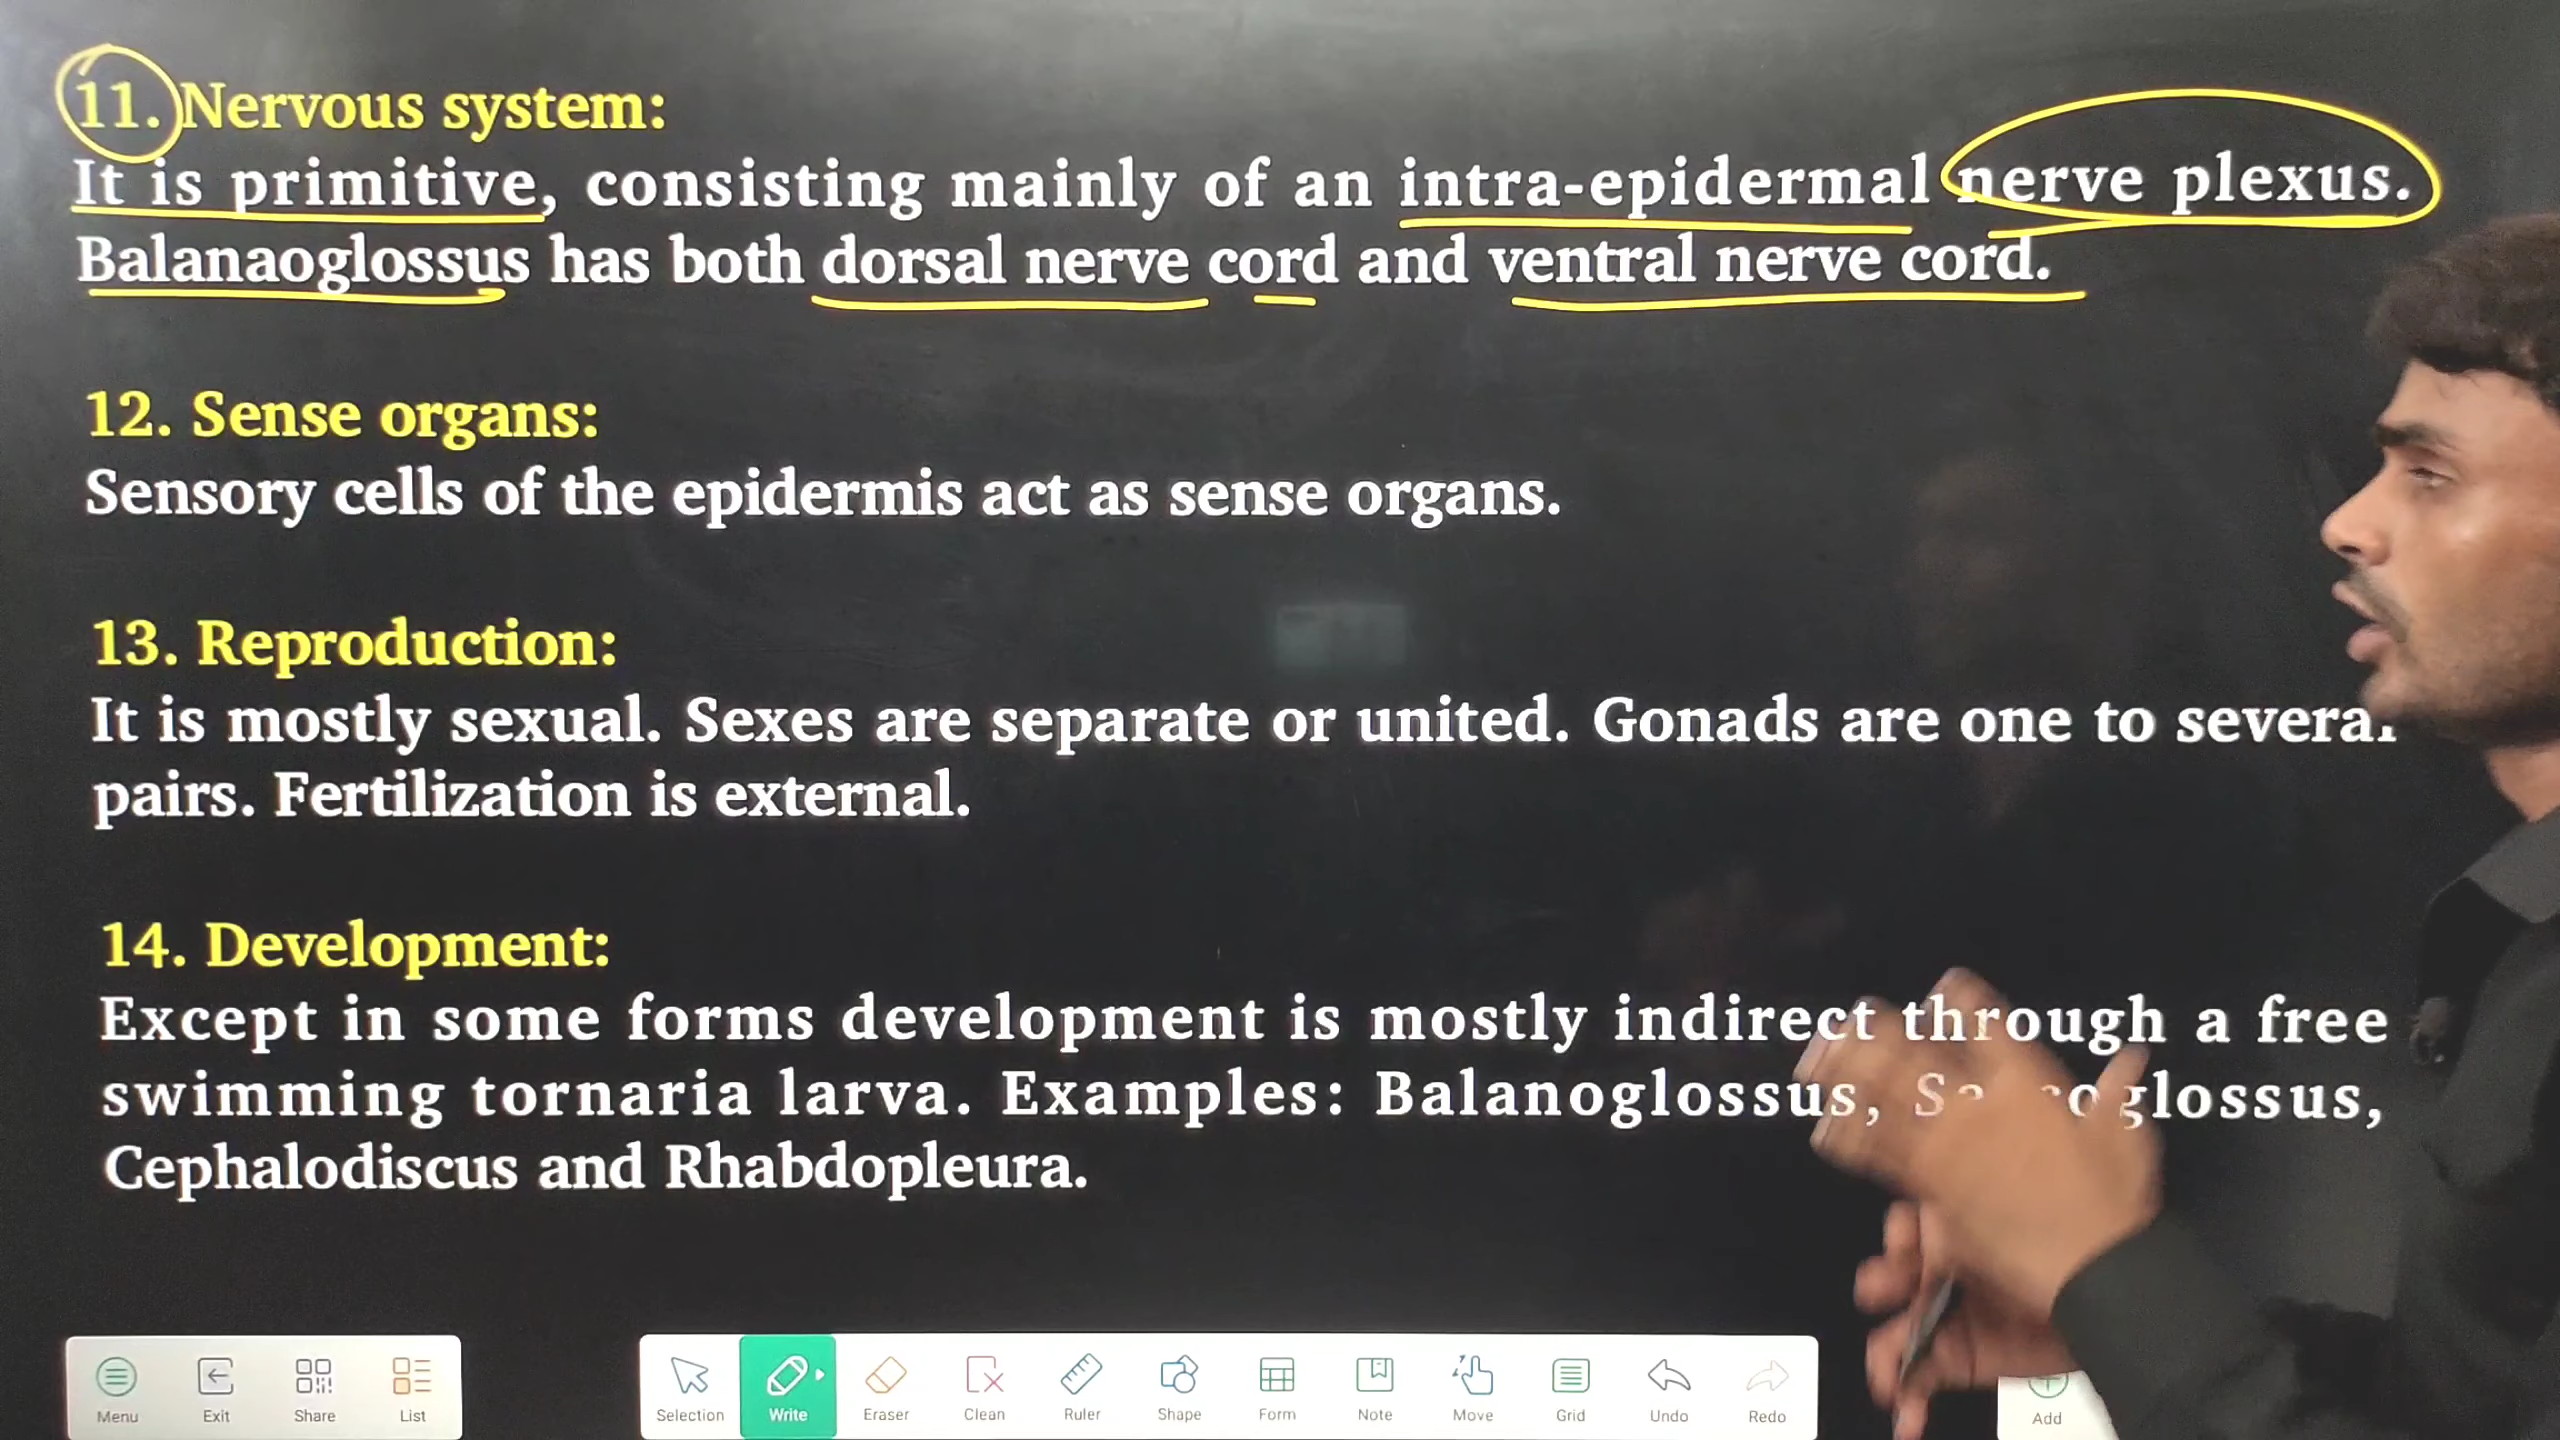 11. Nervous system:
It is primitive, consisting mainly of an intra-epidermal nerve plexus.
Balanaoglossus has both dorsal nerve cord and ventral nerve cord.
12. Sense organs:
Sensory cells of the epidermis act as sense organs.
13. Reproduction:
It is mostly sexual. Sexes are separate or united. Gonads are one to several
pairs. Fertilization is external.
14. Development:
Except in some forms development is mostly indirect through a free
swimming tornaria larva. Examples: Balanoglossus,
Cephalodiscus and Rhabdopleura.
Menu Exit Share List Selection Write Eraser Clean Ruler Shape Form Note Move Grid Undo Redo Add